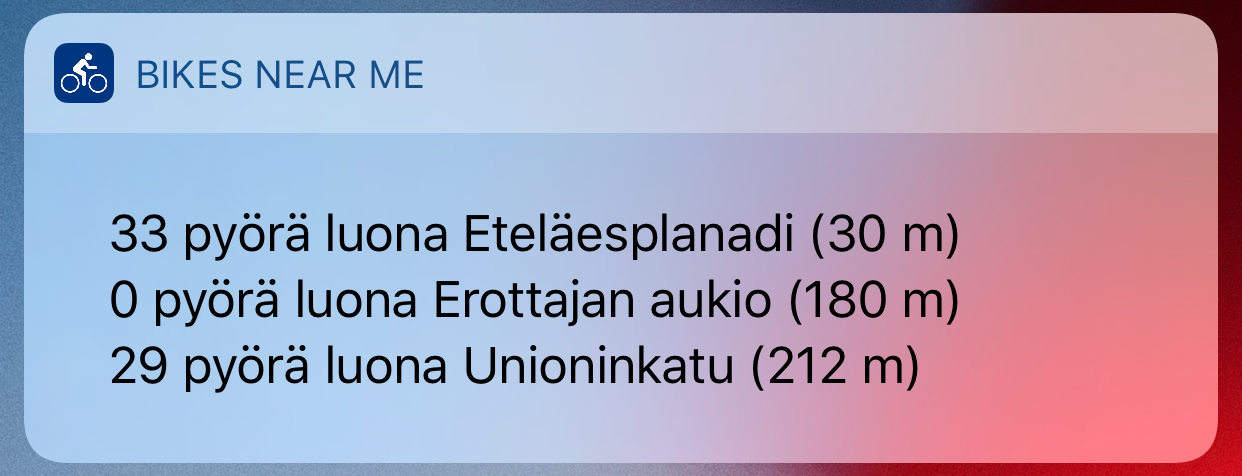 BIKES NEAR ME
33 pyörä luona Eteläesplanadi (30 m)
0 pyörä luona Erottajan aukio (180 m)
29 pyörä luona Unioninkatu (212 m)